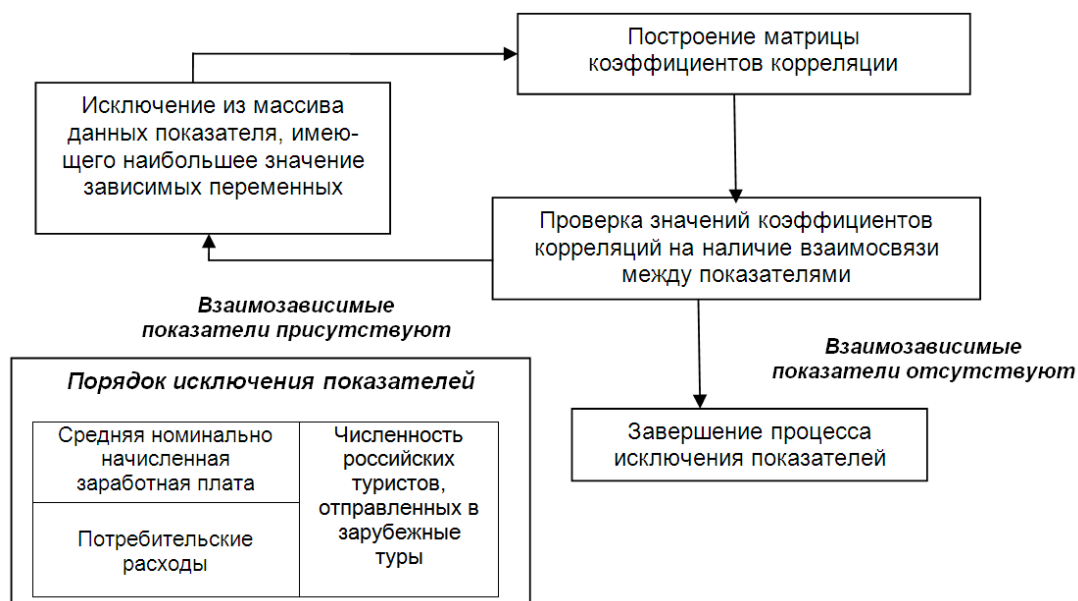 Построение матрицы
коэффициентов корреляции
Исключение из массива
данных показателя, имею-
щего наибольшее значение
зависимых переменных
Проверка значений коэффициентов
корреляций на наличие взаимосвязи
между показателями
Взаимозависимые
показатели присутствуют
Взаимозависимые
показатели отсутствуют
Завершение процесса
исключения показателей
Порядок исключения показателей
Средняя номинально
начисленная
заработная плата
Потребительские
расходы
Численность
российских
туристов,
отправленных в
зарубежные
туры